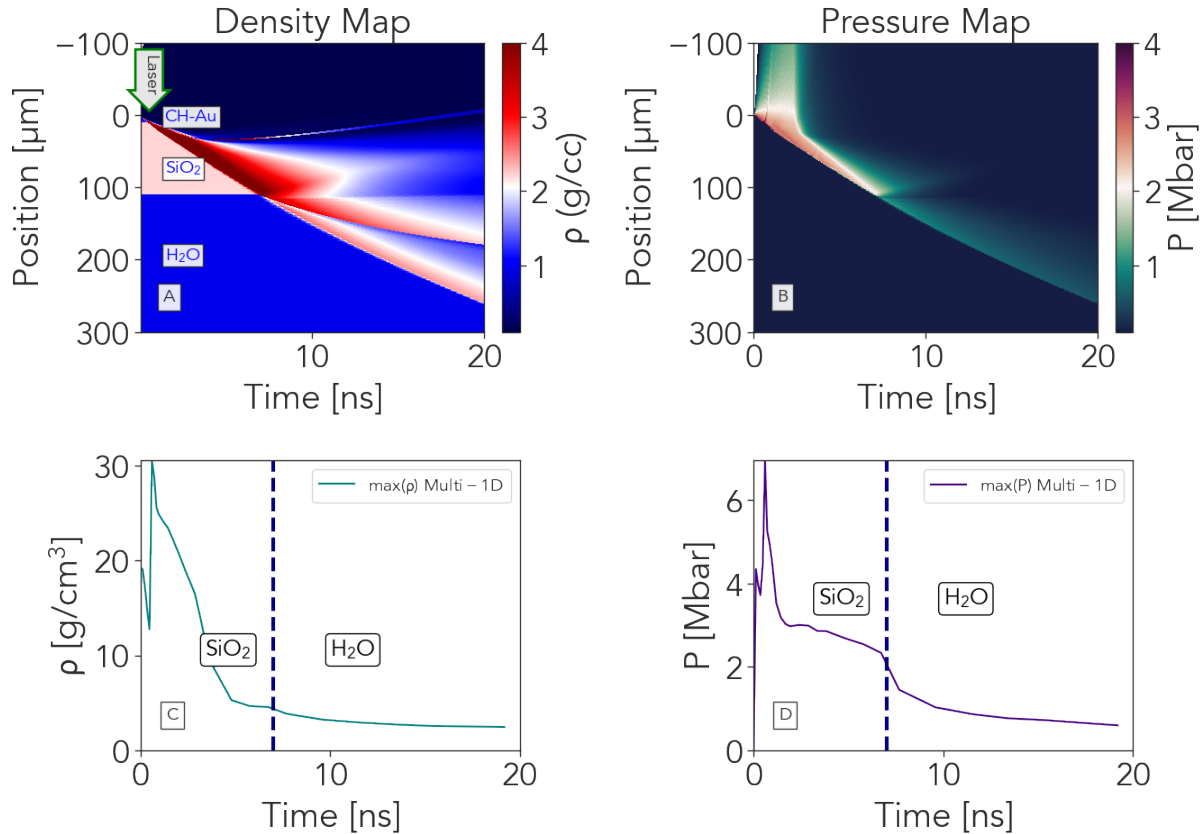 Density Map
Pressure Map
−100
0
100
200
300
Position [μm]
Laser
CH-Au
SiO₂
H₂O
A
10
20
Time [ns]
4
3
2
1
ρ (g/cc)
−100
0
100
200
300
Position [μm]
B
0
10
20
Time [ns]
4
3
2
1
P [Mbar]
30
20
10
0
ρ [g/cm³]
max(ρ) Multi − 1D
SiO₂
H₂O
C
0
10
20
Time [ns]
6
4
2
0
P [Mbar]
max(P) Multi − 1D
SiO₂
H₂O
D
0
10
20
Time [ns]